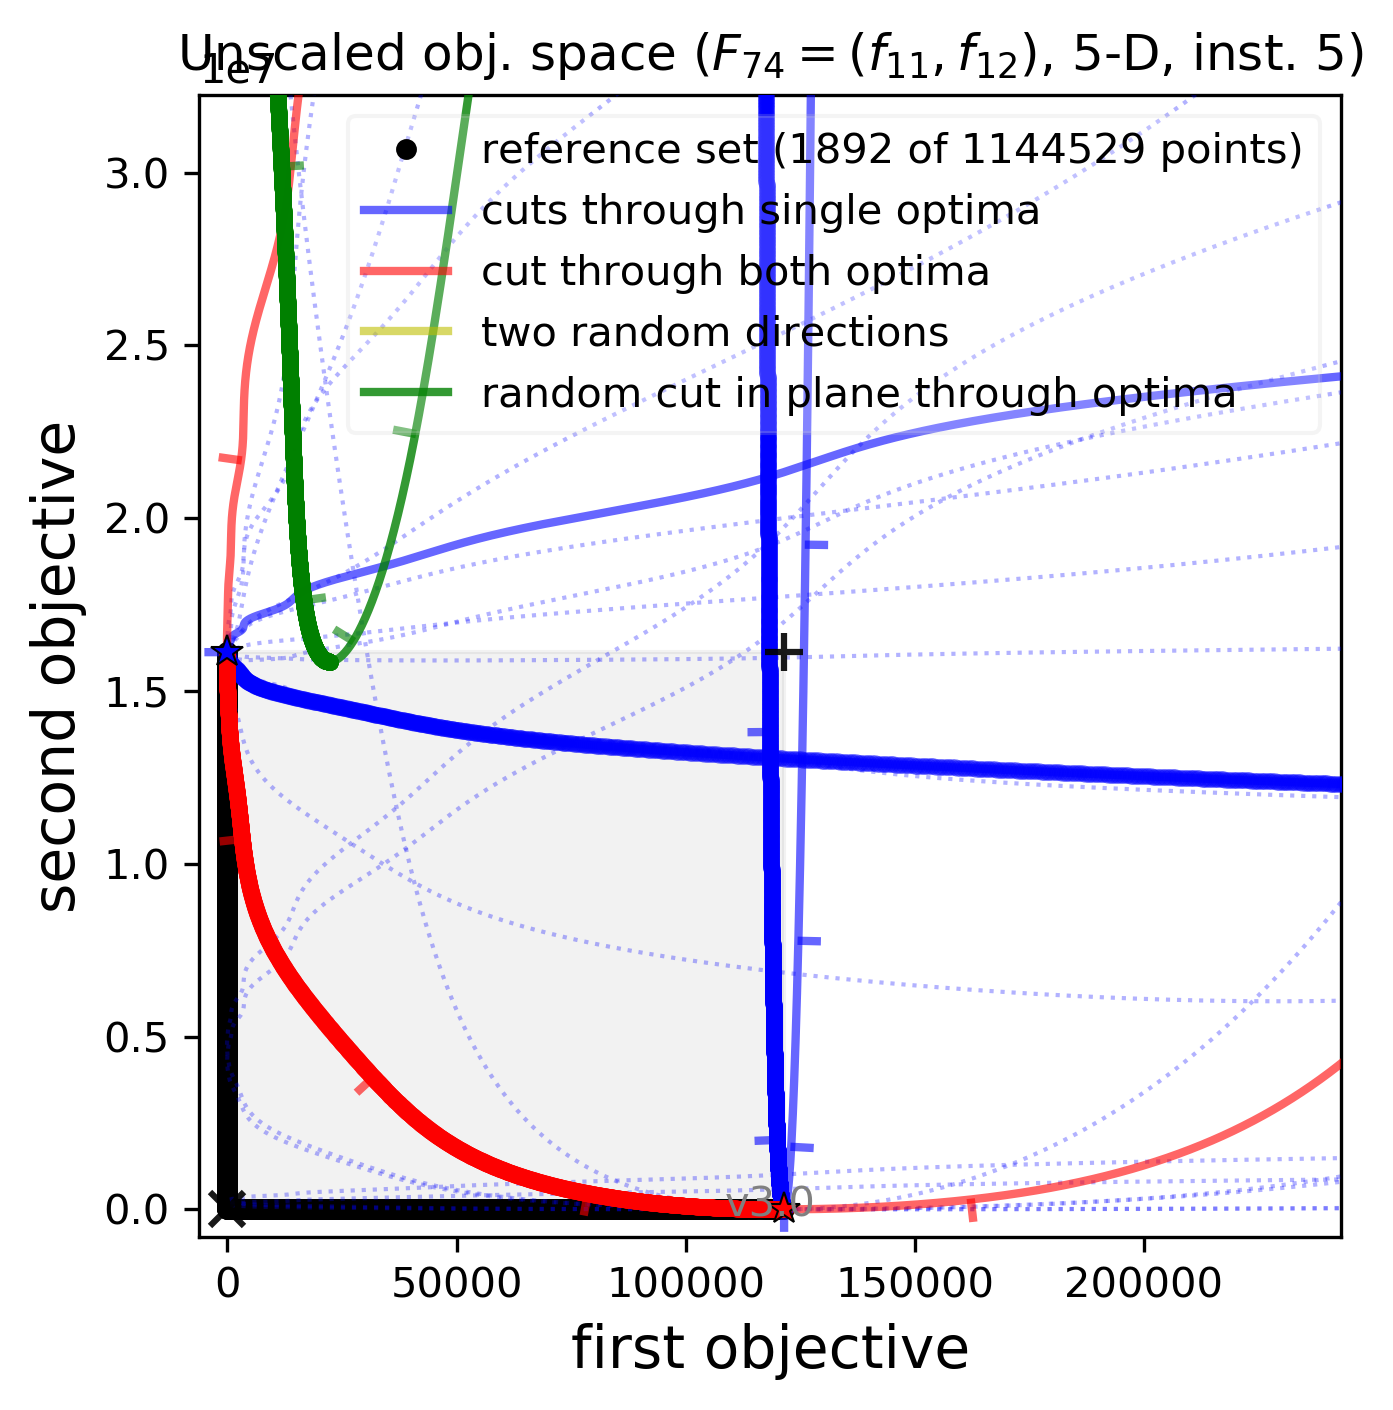 Unscaled obj. space (F74 = (f11, f12), 5-D, inst. 5)
1e7
reference set (1892 of 1144529 points)
cuts through single optima
cut through both optima
two random directions
random cut in plane through optima
second objective
3.0
2.5
2.0
1.5
1.0
0.5
0.0
v3.0
0 50000 100000 150000 200000
first objective